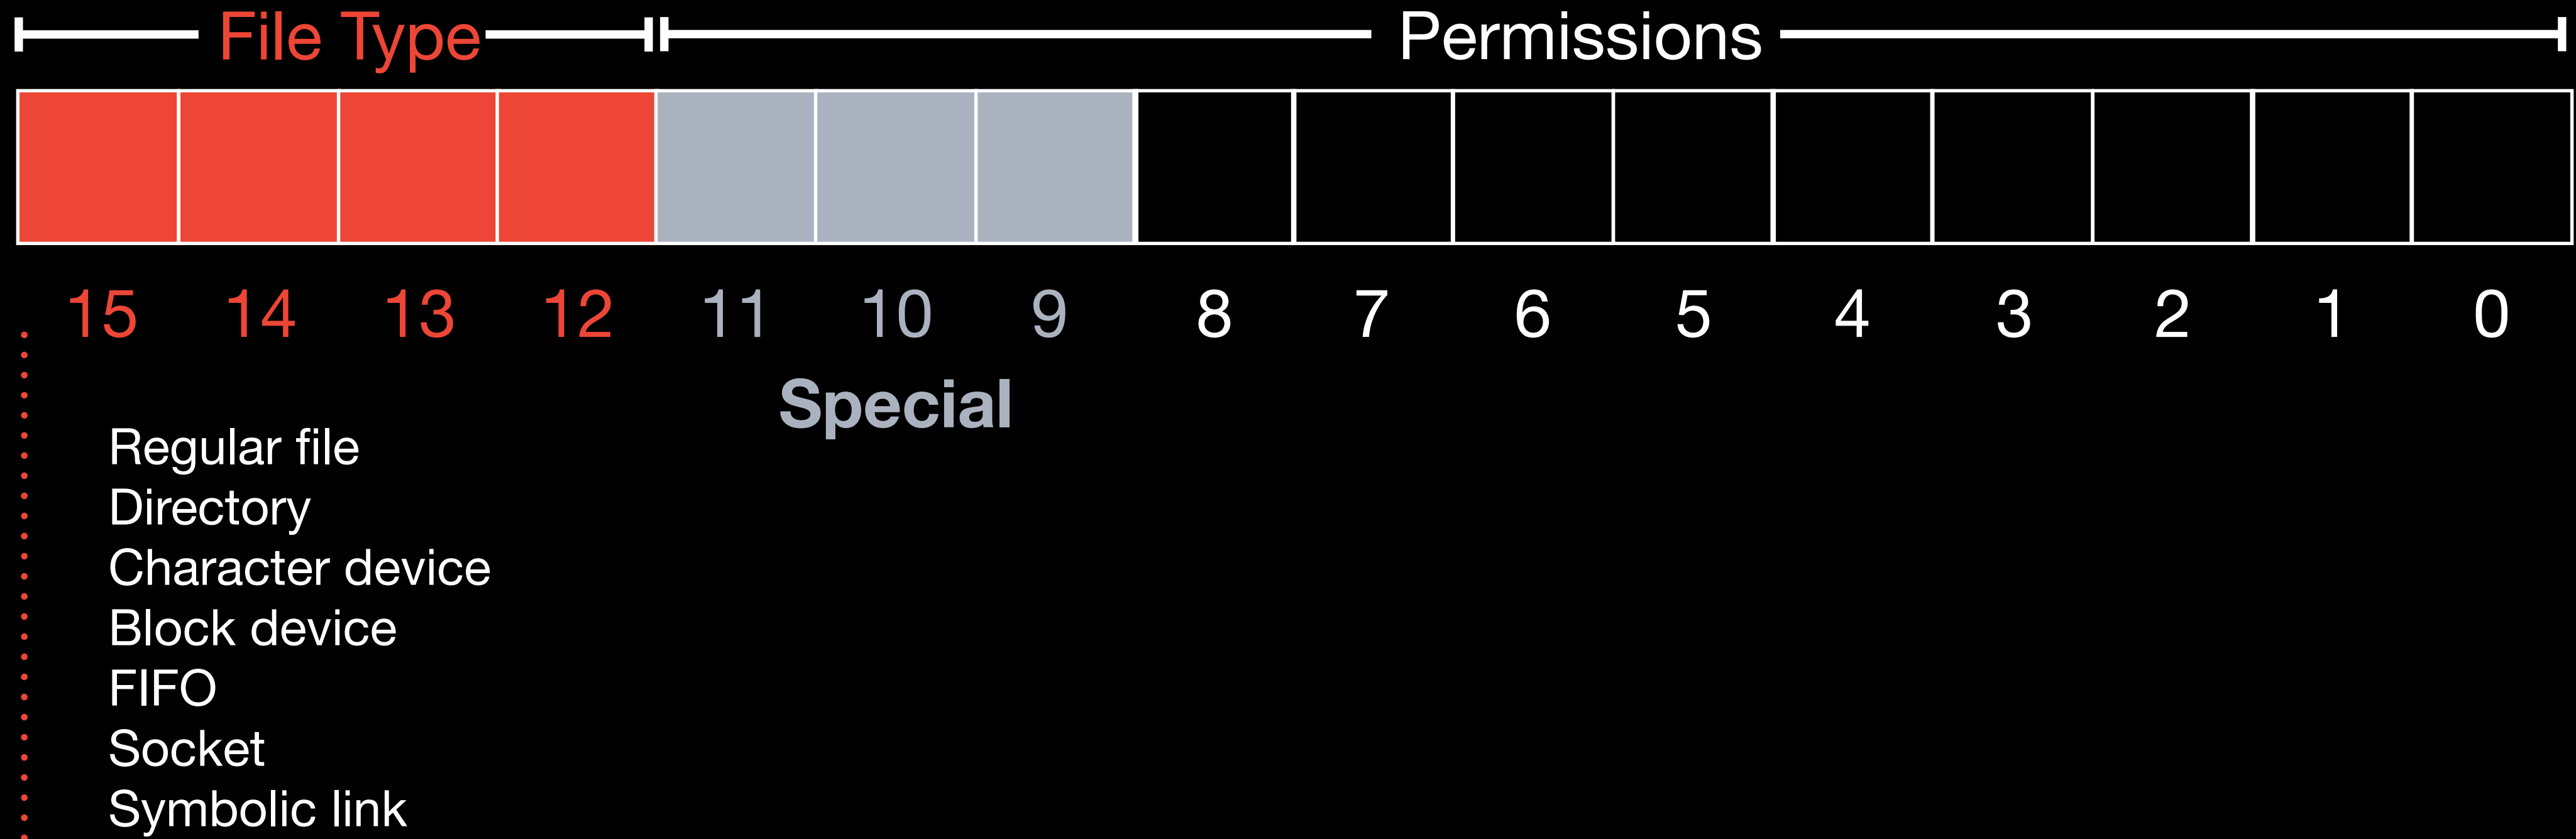 File Type Permissions
15 14 13 12 11 10 9 8 7 6 5 4 3 2 1 0
Special
Regular file
Directory
Character device
Block device
FIFO
Socket
Symbolic link